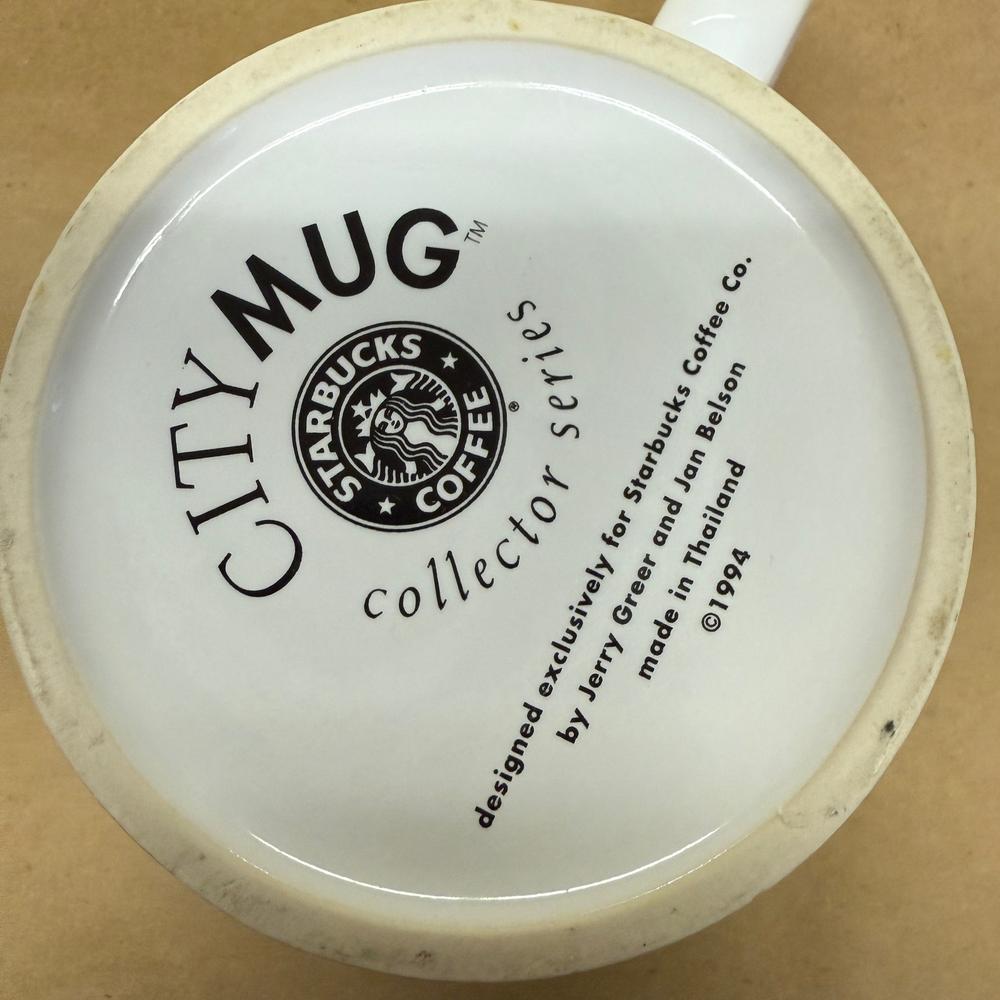 CITY MUG™
STARBUCKS COFFEE ®
collector series
designed exclusively for Starbucks Coffee Co.
by Jerry Greer and Jan Belson
made in Thailand
©1994